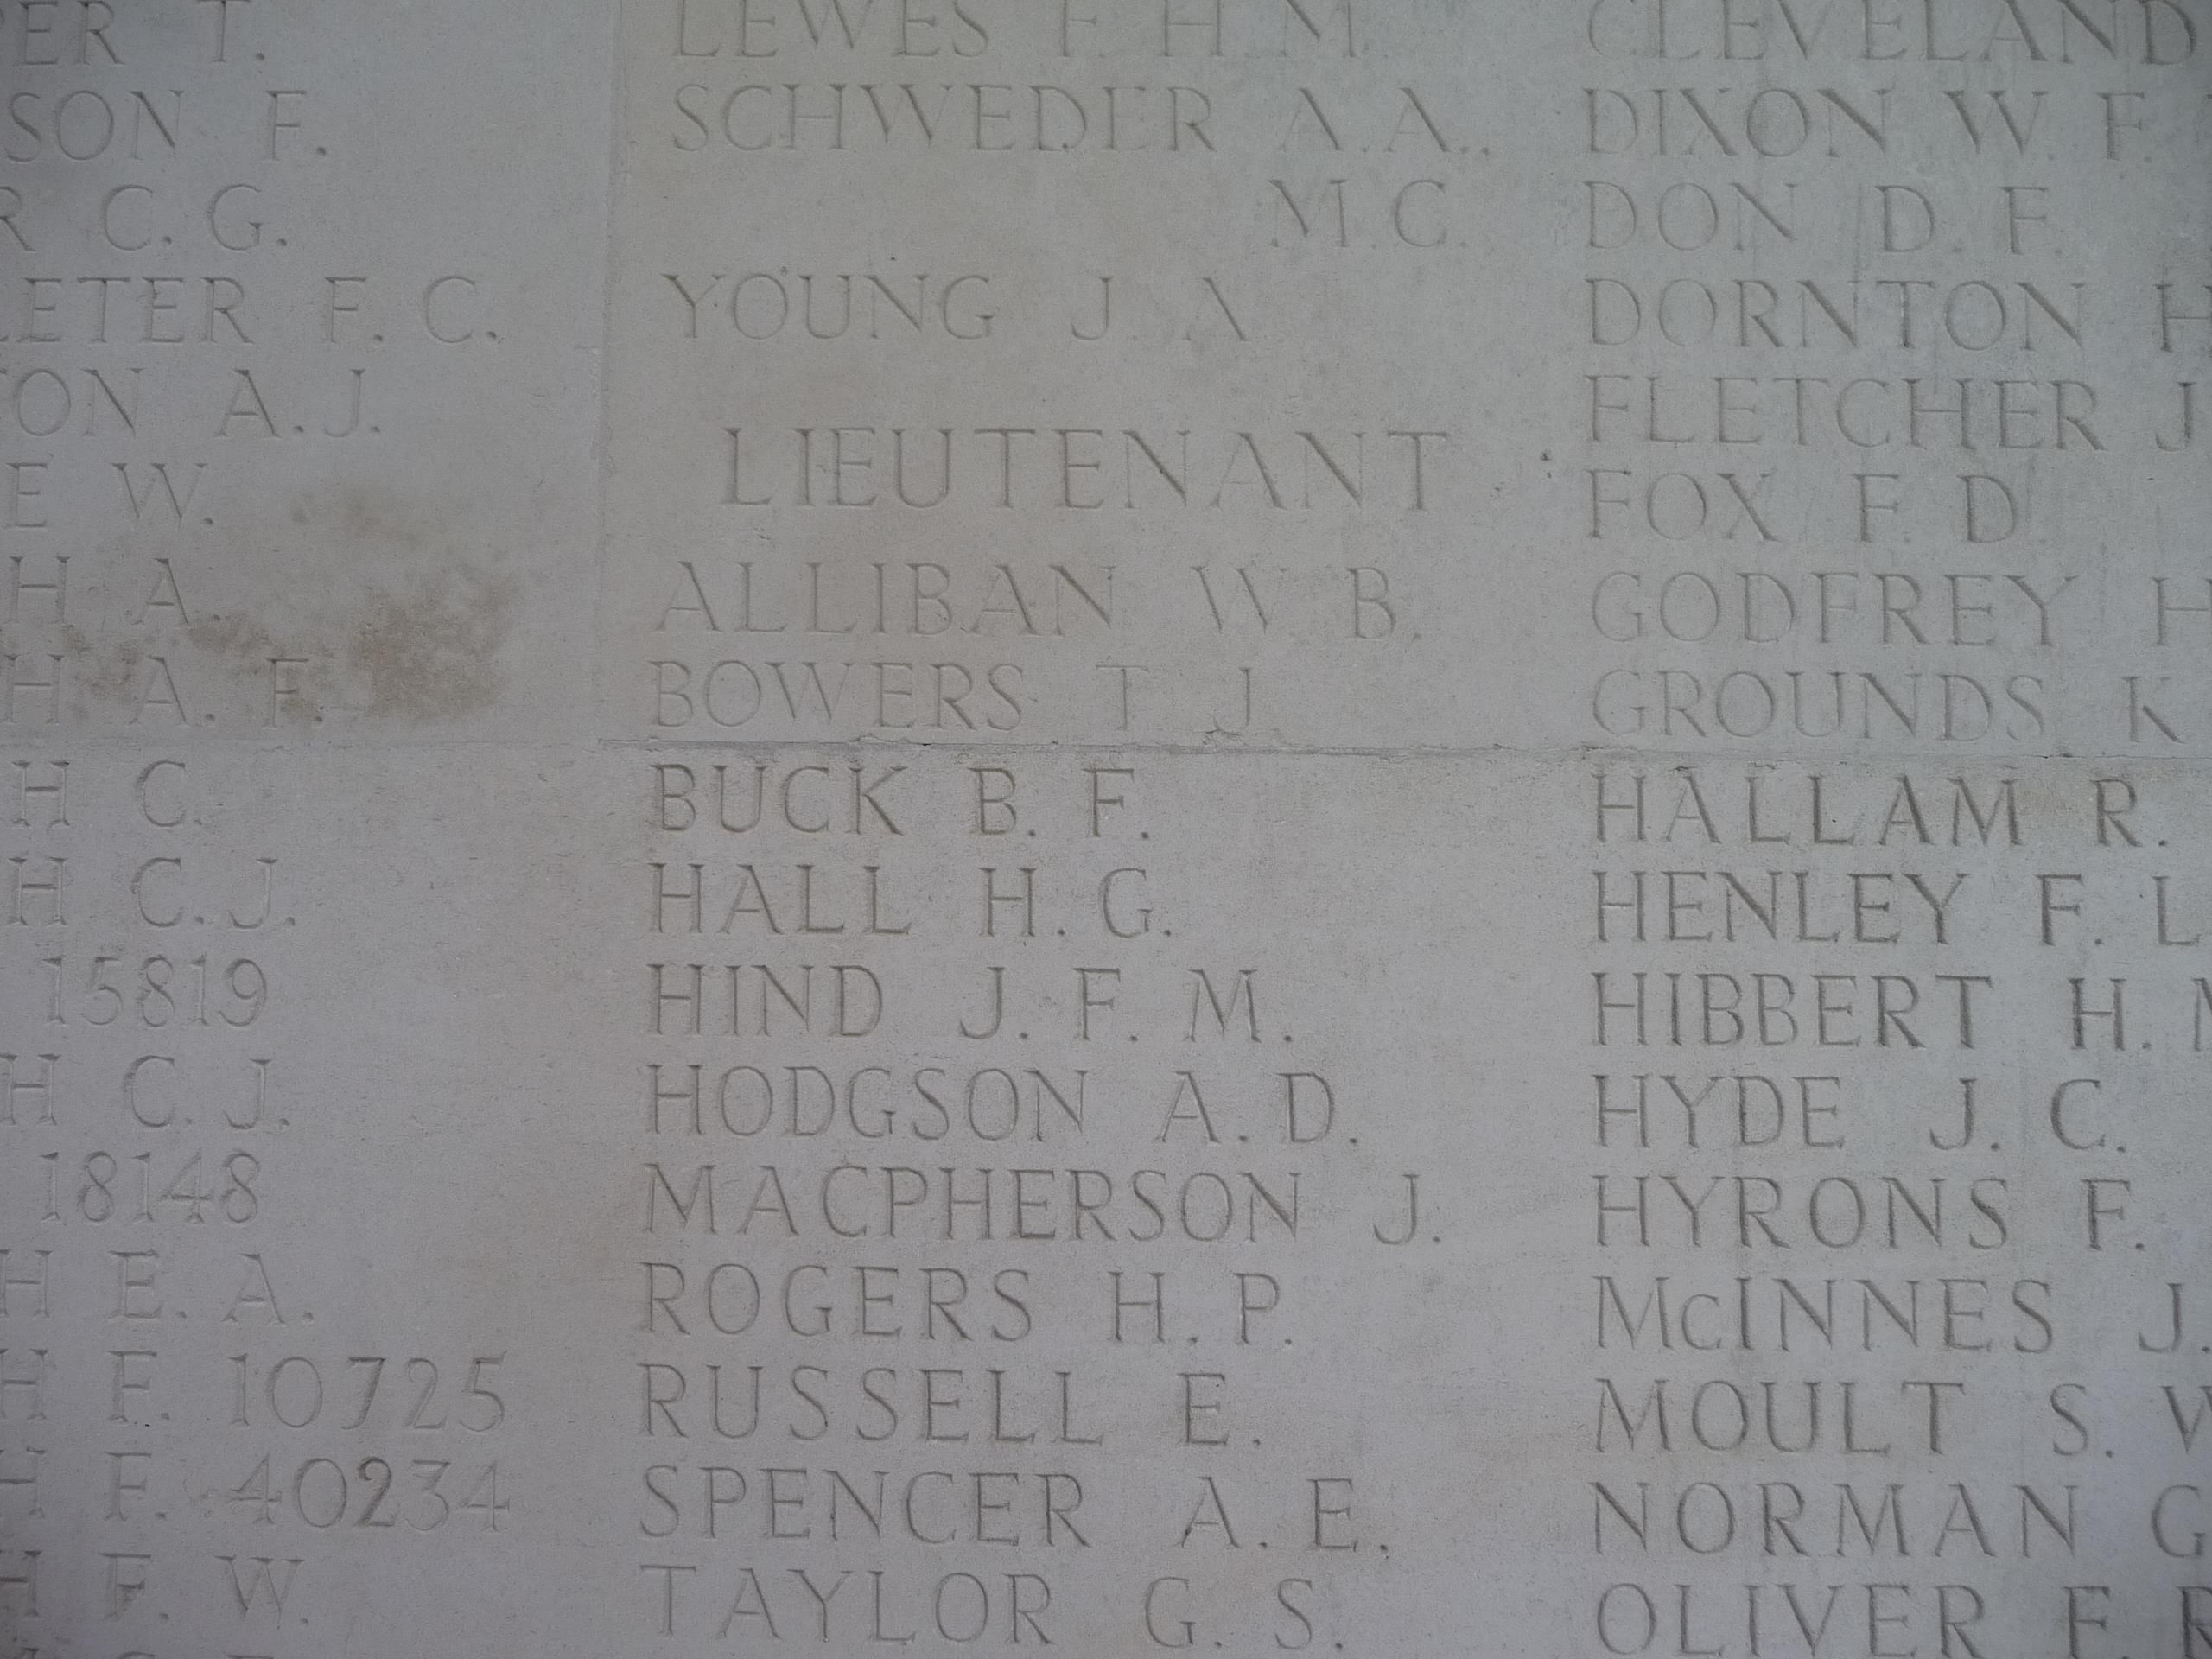 ER T.
SON F.
R C. G.
ETER F. C.
ON A. J.
E W.
H A.
H A. F.
H C.
H C. J.
15819
H C. J.
18148
H E. A.
H F. 10725
H F. 40234
H F. W.
LEWES F. H. M.
SCHWEDER A. A.,
M.C.
YOUNG J. A.
LIEUTENANT
ALLIBAN W. B.
BOWERS T. J.
BUCK B. F.
HALL H. G.
HIND J. F. M.
HODGSON A. D.
MACPHERSON J.
ROGERS H. P.
RUSSELL E.
SPENCER A. E.
TAYLOR G. S.
CLEVELAND
DIXON W. F.
DON D. F.
DORNTON H
FLETCHER J
FOX F. D.
GODFREY H
GROUNDS K
HALLAM R.
HENLEY F. L
HIBBERT H. M
HYDE J. C.
HYRONS F.
McINNES J.
MOULT S. W
NORMAN G
OLIVER F. R